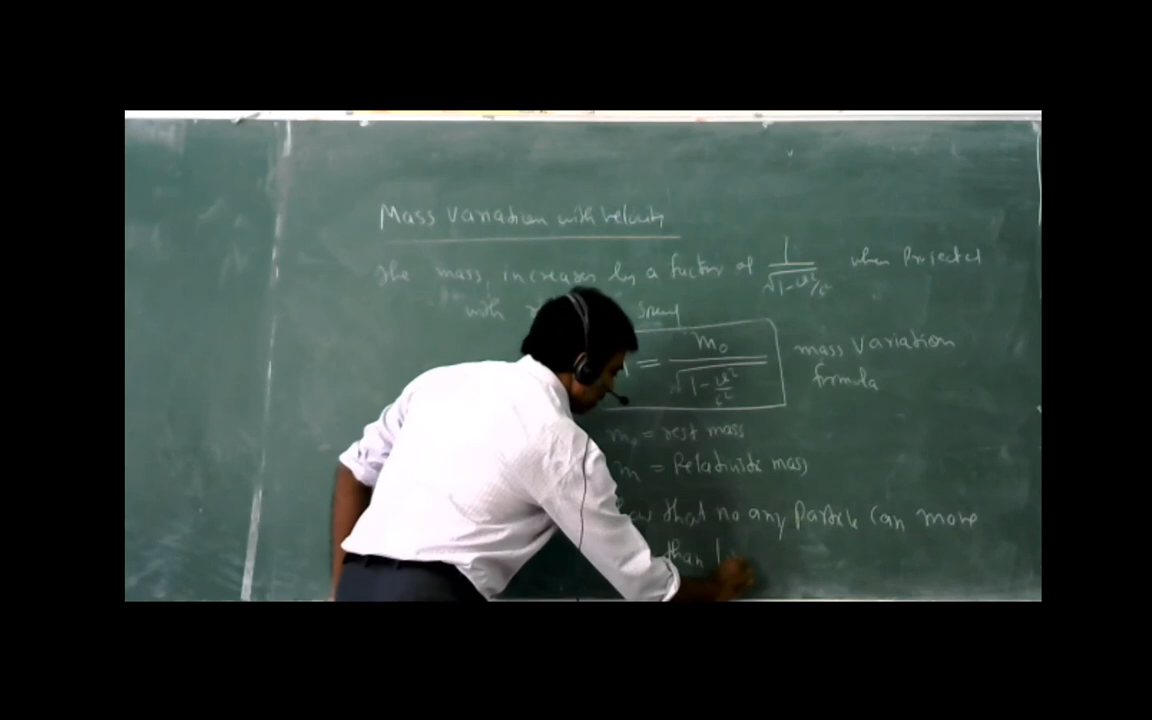 Mass Variation with Velocity
The mass increases by a factor of 1/√1-v²/c² when Projected
with speed
= m₀/√1-v²/c² mass variation
formula
m₀ = rest mass
m = Relativistic mass
that no any Particle can move
than